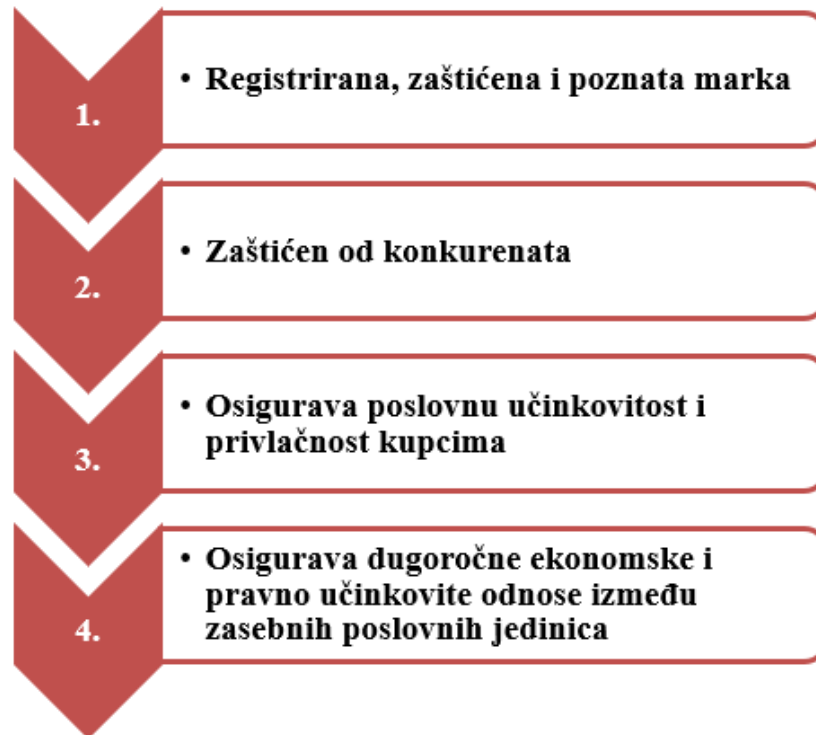 1.
• Registrirana, zaštićena i poznata marka
2.
• Zaštićen od konkurenata
3.
• Osigurava poslovnu učinkovitost i
privlačnost kupcima
4.
• Osigurava dugoročne ekonomske i
pravno učinkovite odnose između
zasebnih poslovnih jedinica